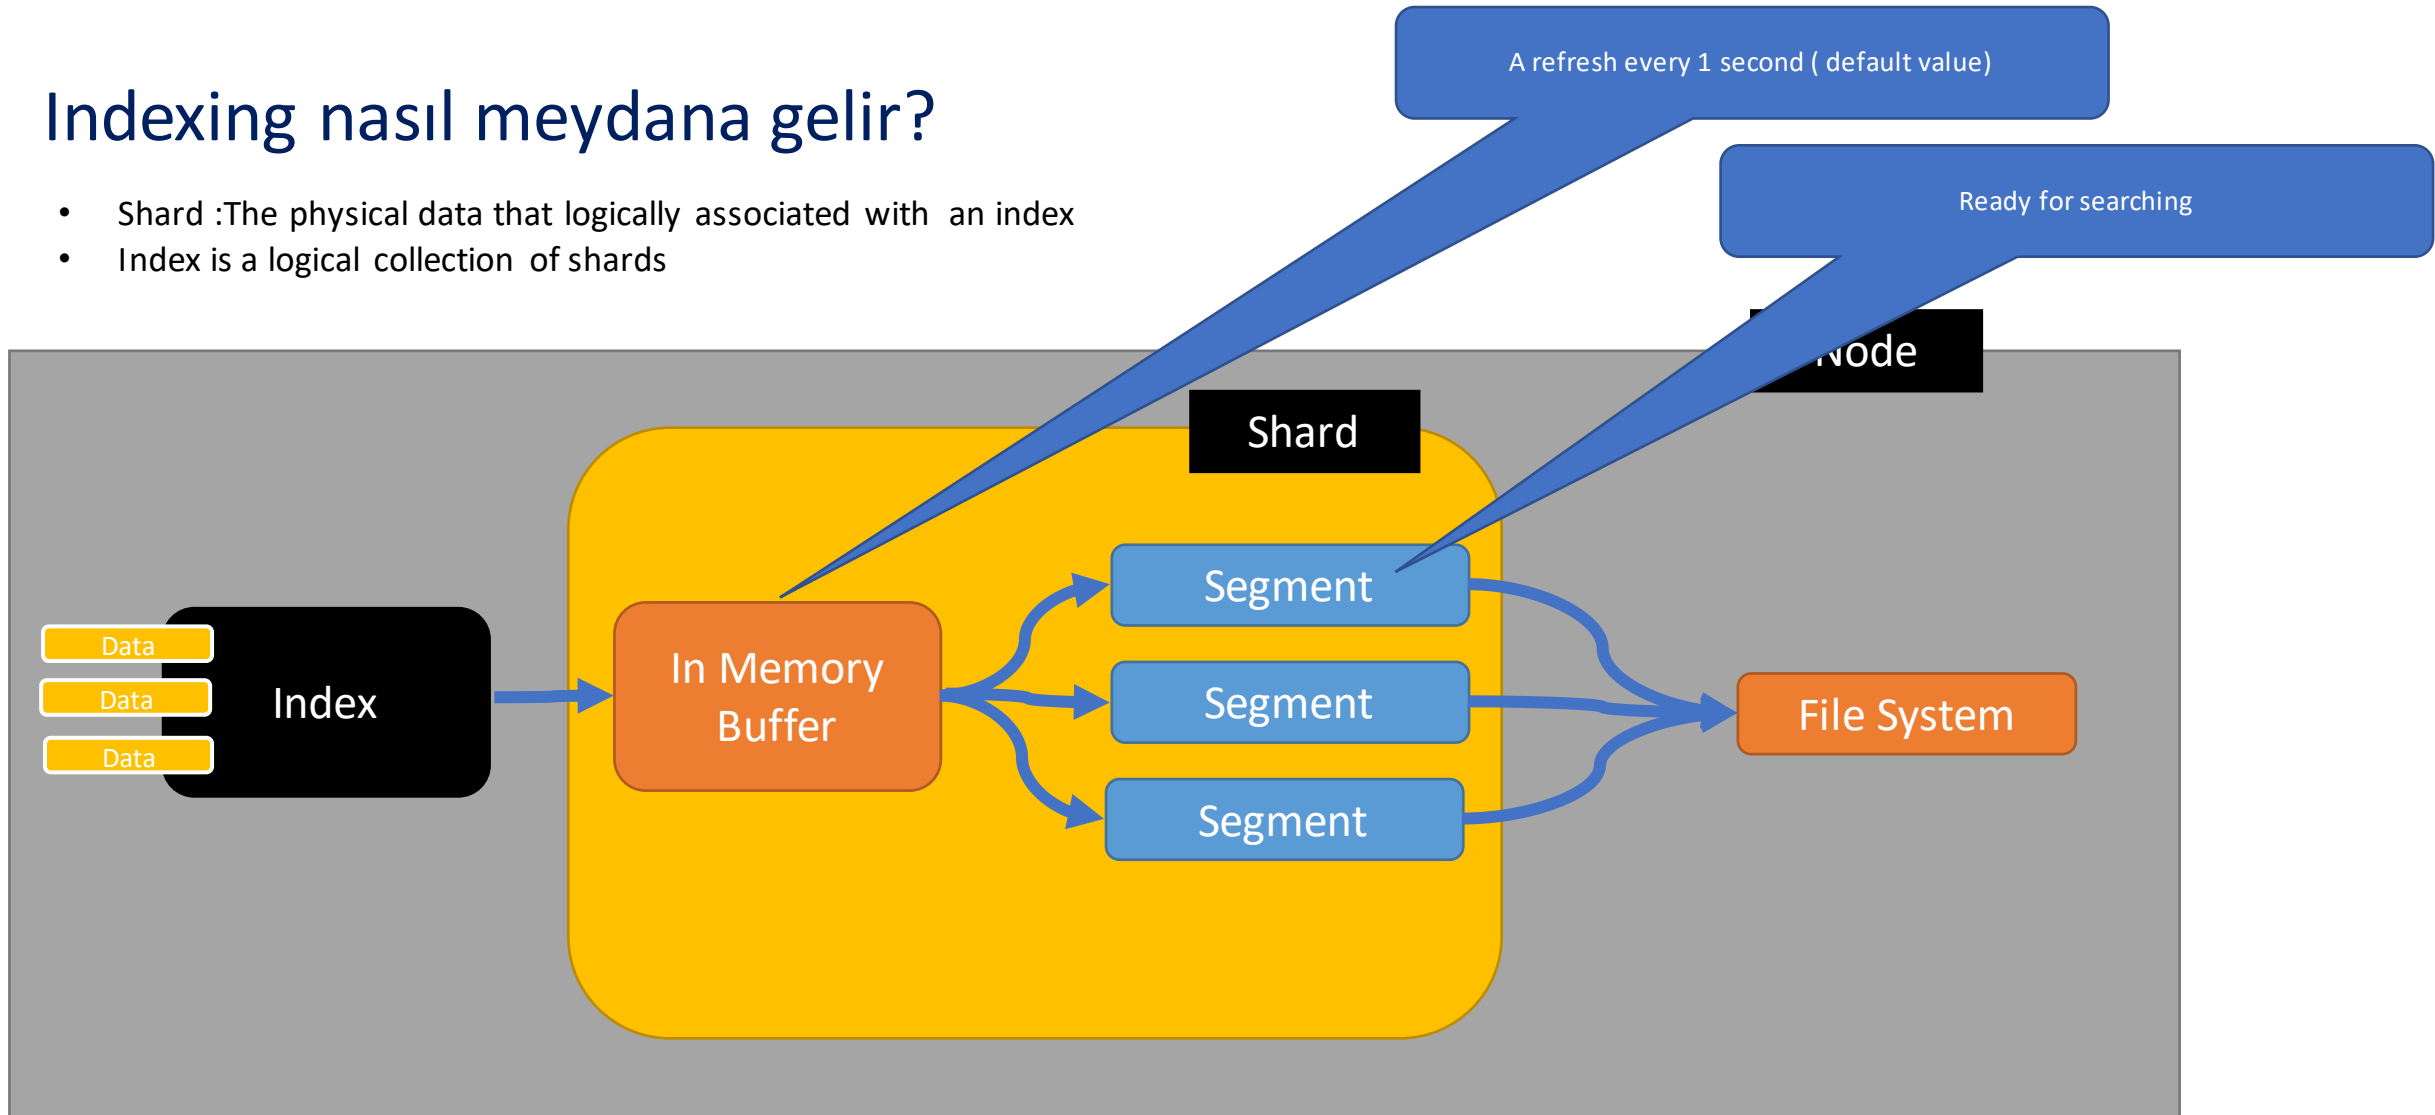 A refresh every 1 second ( default value)
Indexing nasıl meydana gelir?
Ready for searching
• Shard :The physical data that logically associated with an index
• Index is a logical collection of shards
Node
Shard
Segment
Data
In Memory
Buffer
Data
Index
Segment
File System
Data
Segment